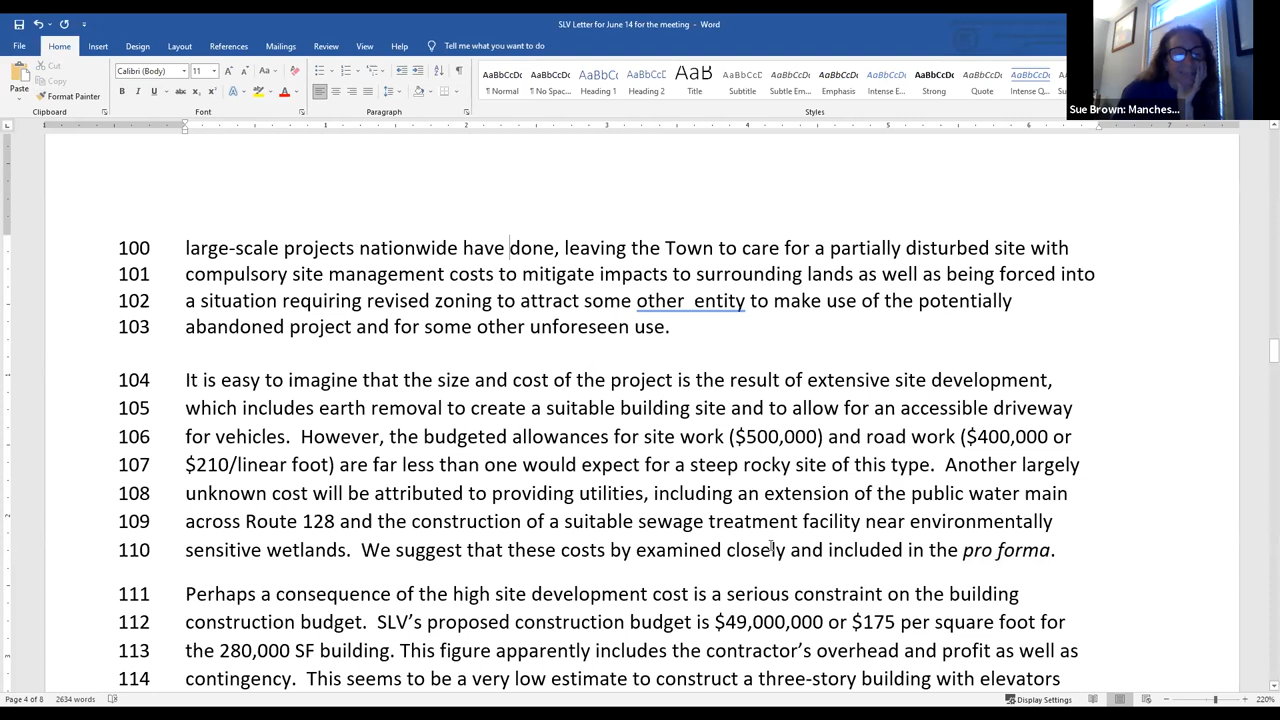 SLV Letter for June 14 for the meeting - Word
File Home Insert Design Layout References Mailings Review View Help Tell me what you want to do
Cut
Copy
Paste
Format Painter
Calibri (Body) 11
AaBbCcDc AaBbCcDc AaBbCc AaBbCcE AaB AaBbCcD AaBbCcDc AaBbCcDc AaBbCcDc AaBbCcDc AaBbCcDc AaBbCcDc
¶ Normal ¶ No Spac... Heading 1 Heading 2 Title Subtitle Subtle Em... Emphasis Intense E... Strong Quote Intense Q...
Clipboard Font Paragraph Styles
Sue Brown: Manches...
1 2 3 4 5 6 7
100 large-scale projects nationwide have done, leaving the Town to care for a partially disturbed site with
101 compulsory site management costs to mitigate impacts to surrounding lands as well as being forced into
102 a situation requiring revised zoning to attract some other  entity to make use of the potentially
103 abandoned project and for some other unforeseen use.
104 It is easy to imagine that the size and cost of the project is the result of extensive site development,
105 which includes earth removal to create a suitable building site and to allow for an accessible driveway
106 for vehicles.  However, the budgeted allowances for site work ($500,000) and road work ($400,000 or
107 $210/linear foot) are far less than one would expect for a steep rocky site of this type.  Another largely
108 unknown cost will be attributed to providing utilities, including an extension of the public water main
109 across Route 128 and the construction of a suitable sewage treatment facility near environmentally
110 sensitive wetlands.  We suggest that these costs by examined closely and included in the pro forma.
111 Perhaps a consequence of the high site development cost is a serious constraint on the building
112 construction budget.  SLV’s proposed construction budget is $49,000,000 or $175 per square foot for
113 the 280,000 SF building. This figure apparently includes the contractor’s overhead and profit as well as
114 contingency.  This seems to be a very low estimate to construct a three-story building with elevators
Page 4 of 8 2634 words Display Settings 220%